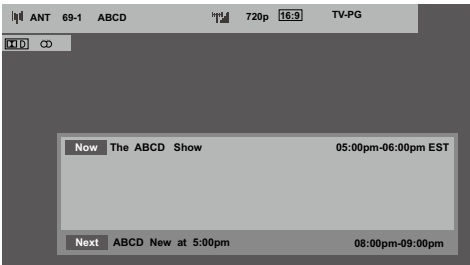 ANT 69-1 ABCD 720p 16:9 TV-PG
Now The ABCD Show 05:00pm-06:00pm EST
Next ABCD New at 5:00pm 08:00pm-09:00pm